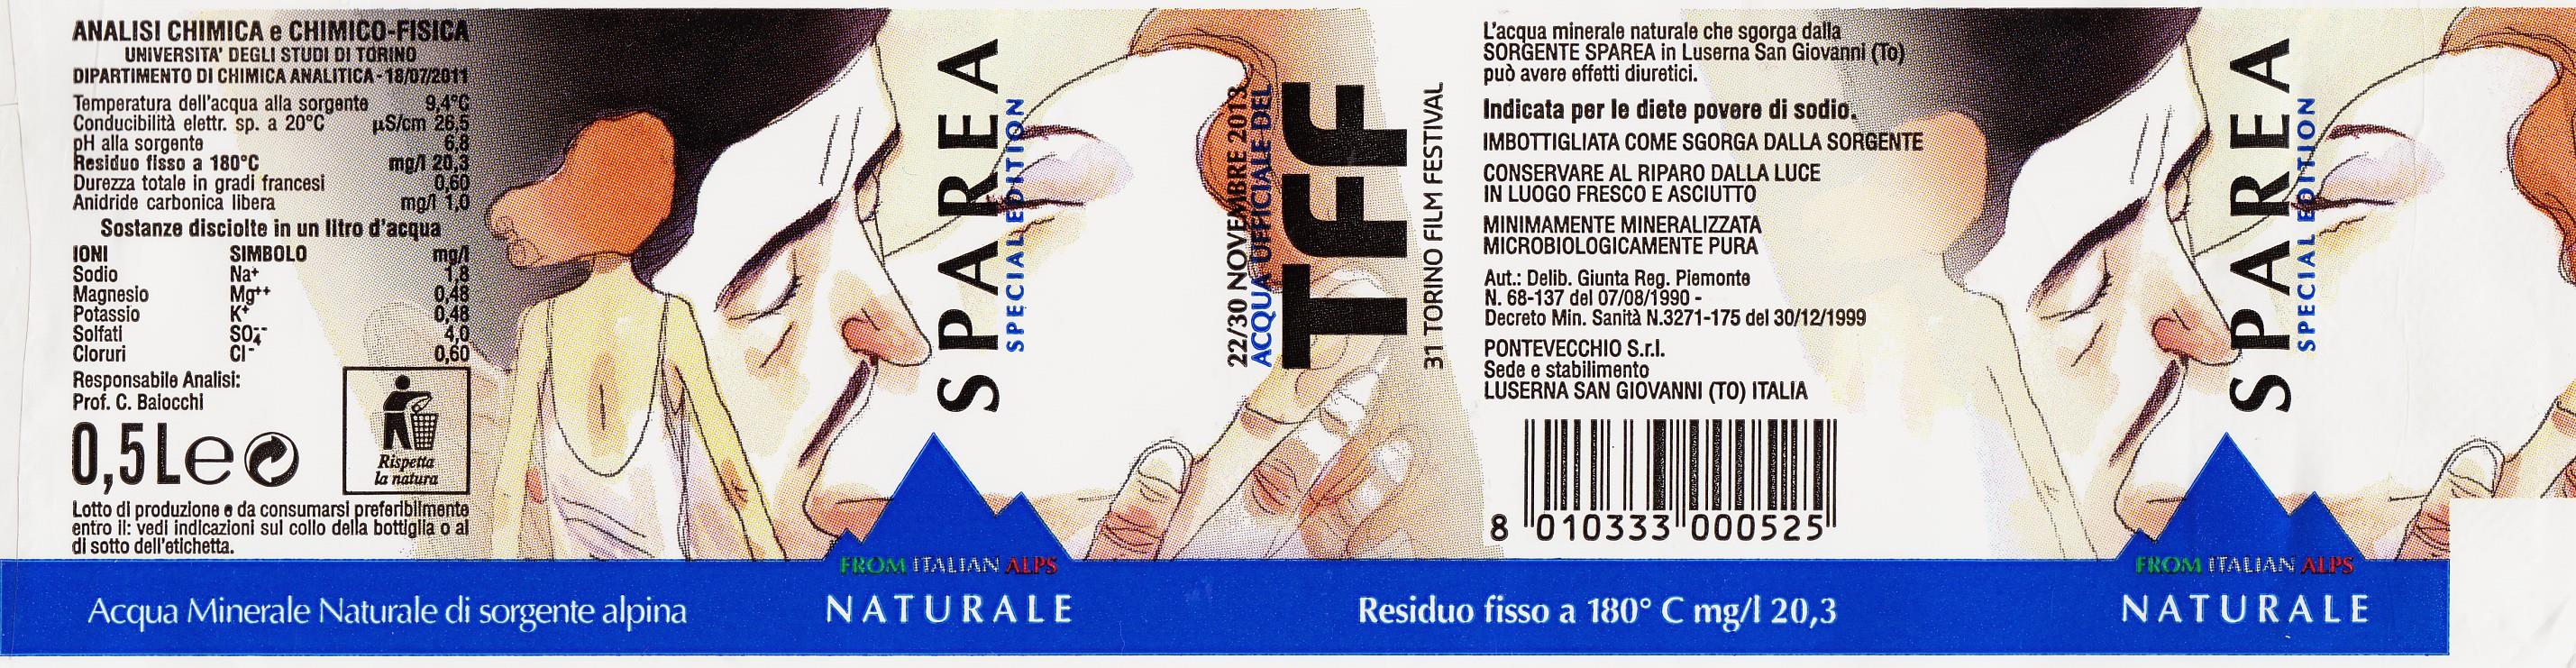 ANALISI CHIMICA e CHIMICO-FISICA
UNIVERSITA' DEGLI STUDI DI TORINO
DIPARTIMENTO DI CHIMICA ANALITICA - 18/07/2011
Temperatura dell'acqua alla sorgente 9,4°C
Conducibilità elettr. sp. a 20°C µS/cm 26,5
pH alla sorgente 6,8
Residuo fisso a 180°C mg/l 20,3
Durezza totale in gradi francesi 0,60
Anidride carbonica libera mg/l 1,0
Sostanze disciolte in un litro d'acqua
IONI SIMBOLO mg/l
Sodio Na+ 1,8
Magnesio Mg++ 0,48
Potassio K+ 0,48
Solfati SO4-- 4,0
Cloruri Cl- 0,60
Responsabile Analisi:
Prof. C. Baiocchi
0,5 L e
Rispetta
la natura
Lotto di produzione e da consumarsi preferibilmente
entro il: vedi indicazioni sul collo della bottiglia o al
di sotto dell'etichetta.
Acqua Minerale Naturale di sorgente alpina
SPAREA
SPECIAL EDITION
FROM ITALIAN ALPS
NATURALE
22/30 NOVEMBRE 2013
ACQUA UFFICIALE DEL
TFF
31 TORINO FILM FESTIVAL
L'acqua minerale naturale che sgorga dalla
SORGENTE SPAREA in Luserna San Giovanni (To)
può avere effetti diuretici.
Indicata per le diete povere di sodio.
IMBOTTIGLIATA COME SGORGA DALLA SORGENTE
CONSERVARE AL RIPARO DALLA LUCE
IN LUOGO FRESCO E ASCIUTTO
MINIMAMENTE MINERALIZZATA
MICROBIOLOGICAMENTE PURA
Aut.: Delib. Giunta Reg. Piemonte
N. 68-137 del 07/08/1990 -
Decreto Min. Sanità N.3271-175 del 30/12/1999
PONTEVECCHIO S.r.l.
Sede e stabilimento
LUSERNA SAN GIOVANNI (TO) ITALIA
8 010333 000525
Residuo fisso a 180° C mg/l 20,3
SPAREA
SPECIAL EDITION
FROM ITALIAN ALPS
NATURALE